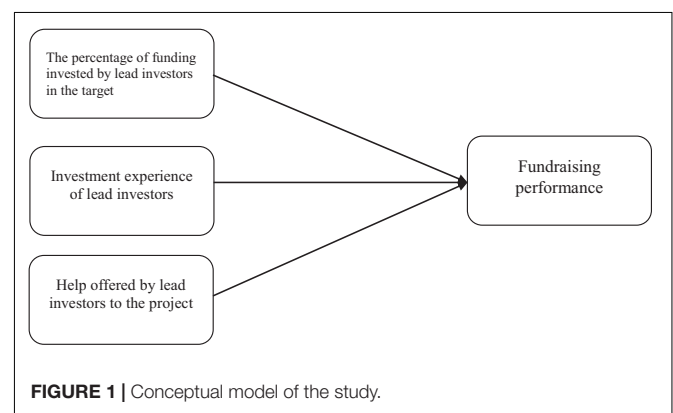 The percentage of funding
invested by lead investors
in the target
Investment experience
of lead investors
Help offered by lead
investors to the project
Fundraising
performance
FIGURE 1 | Conceptual model of the study.